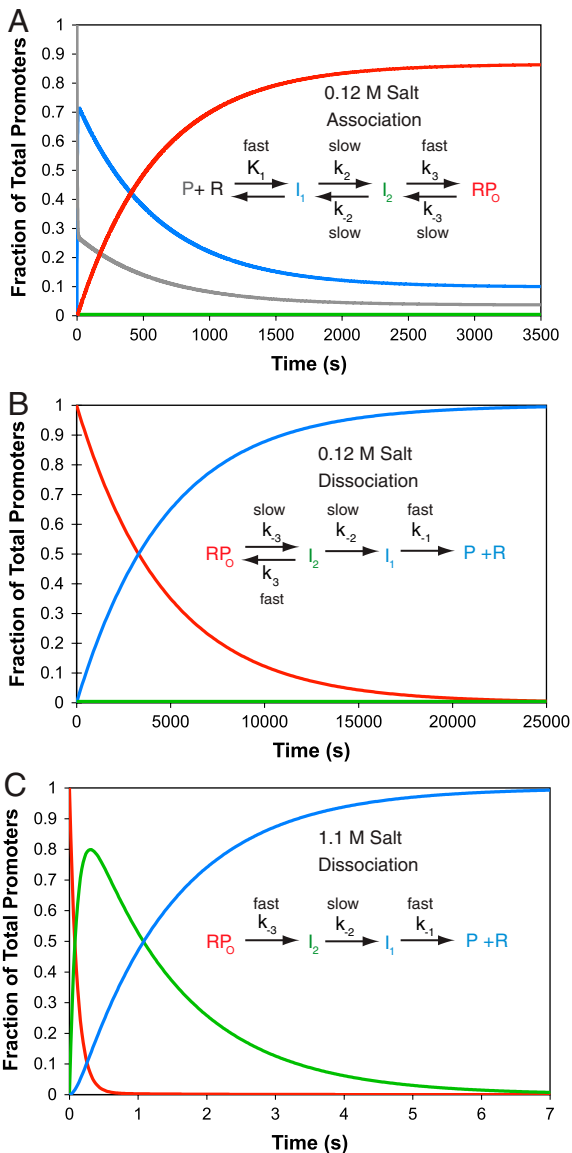 A
Fraction of Total Promoters
1
0.9
0.8
0.7
0.6
0.5
0.4
0.3
0.2
0.1
0
0.12 M Salt
Association
fast slow fast
K1 k2 k3
P+ R I1 I2 RPO
k-2 k-3
slow slow
0 500 1000 1500 2000 2500 3000 3500
Time (s)
B
Fraction of Total Promoters
1
0.9
0.8
0.7
0.6
0.5
0.4
0.3
0.2
0.1
0
0.12 M Salt
Dissociation
slow slow fast
k-3 k-2 k-1
RPO I2 I1 P +R
k3
fast
0 5000 10000 15000 20000 25000
Time (s)
C
Fraction of Total Promoters
1
0.9
0.8
0.7
0.6
0.5
0.4
0.3
0.2
0.1
0
1.1 M Salt
Dissociation
fast slow fast
k-3 k-2 k-1
RPO I2 I1 P +R
0 1 2 3 4 5 6 7
Time (s)